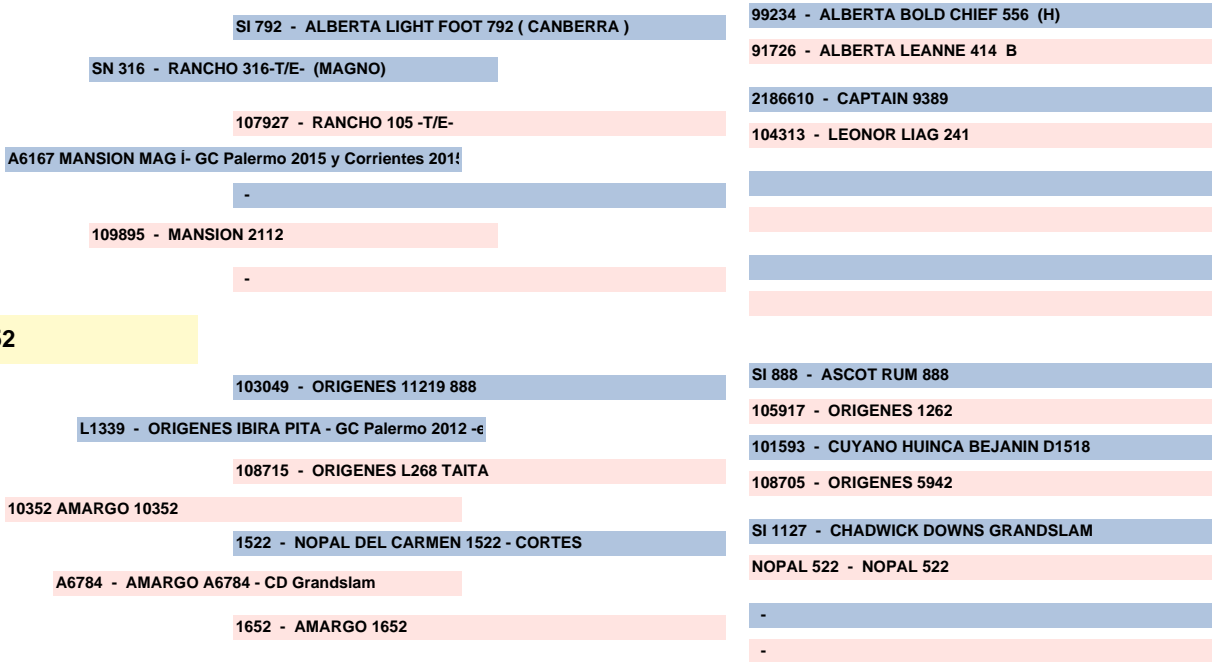 99234 - ALBERTA BOLD CHIEF 556 (H)
SI 792 - ALBERTA LIGHT FOOT 792 ( CANBERRA )
91726 - ALBERTA LEANNE 414 B
SN 316 - RANCHO 316-T/E- (MAGNO)
2186610 - CAPTAIN 9389
107927 - RANCHO 105 -T/E-
104313 - LEONOR LIAG 241
A6167 MANSION MAG Í- GC Palermo 2015 y Corrientes 2015
-
109895 - MANSION 2112
-
52
SI 888 - ASCOT RUM 888
103049 - ORIGENES 11219 888
105917 - ORIGENES 1262
L1339 - ORIGENES IBIRA PITA - GC Palermo 2012 -e
101593 - CUYANO HUINCA BEJANIN D1518
108715 - ORIGENES L268 TAITA
108705 - ORIGENES 5942
10352 AMARGO 10352
SI 1127 - CHADWICK DOWNS GRANDSLAM
1522 - NOPAL DEL CARMEN 1522 - CORTES
NOPAL 522 - NOPAL 522
A6784 - AMARGO A6784 - CD Grandslam
-
1652 - AMARGO 1652
-